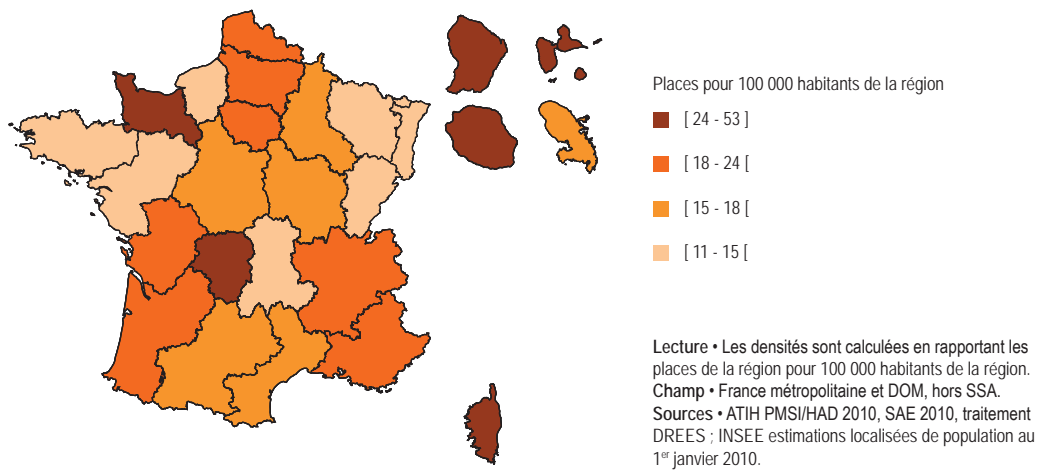 Places pour 100 000 habitants de la région
[ 24 - 53 ]
[ 18 - 24 [
[ 15 - 18 [
[ 11 - 15 [
Lecture • Les densités sont calculées en rapportant les
places de la région pour 100 000 habitants de la région.
Champ • France métropolitaine et DOM, hors SSA.
Sources • ATIH PMSI/HAD 2010, SAE 2010, traitement
DREES ; INSEE estimations localisées de population au
1er janvier 2010.